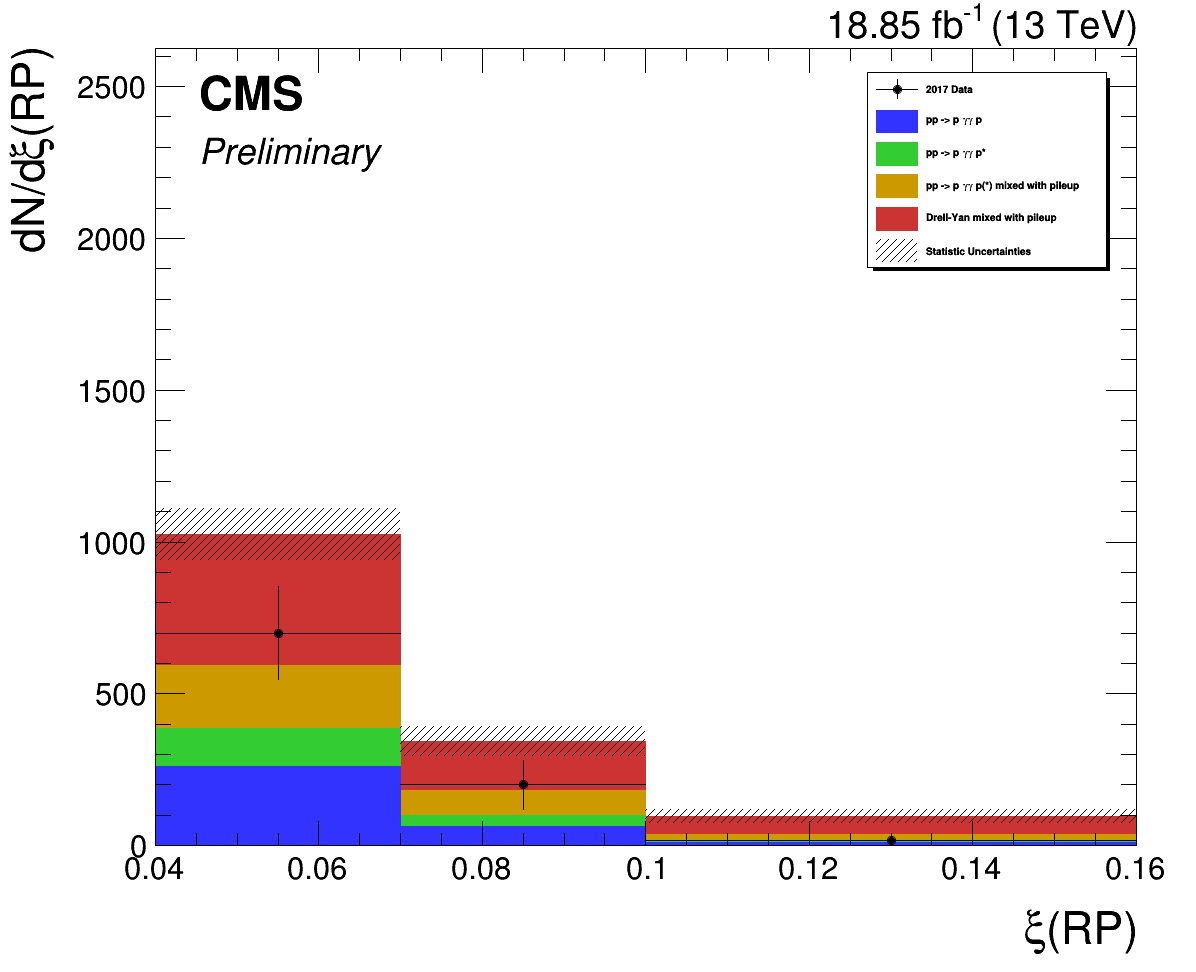 18.85 fb-1 (13 TeV)
dN/dξ(RP)
CMS
Preliminary
2017 Data
pp -> p γγ p
pp -> p γγ p*
pp -> p γγ p(*) mixed with pileup
Drell-Yan mixed with pileup
Statistic Uncertainties
2500
2000
1500
1000
500
0
0.04 0.06 0.08 0.1 0.12 0.14 0.16
ξ(RP)